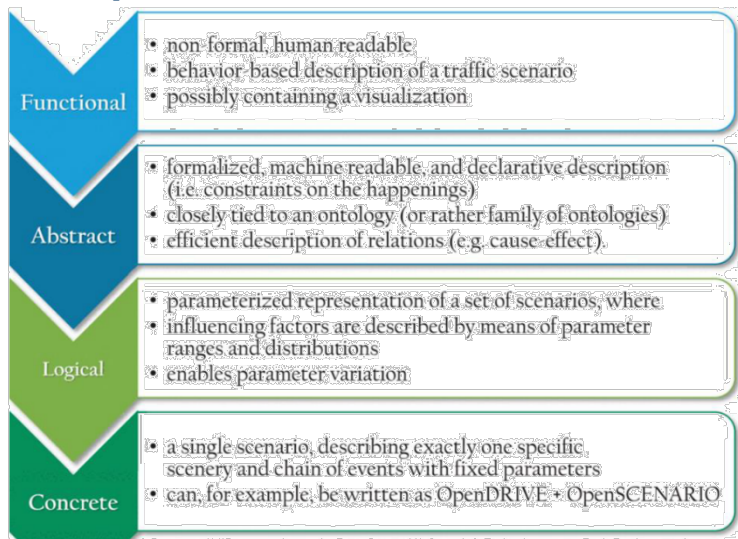 Functional
• non-formal, human readable
• behavior-based description of a traffic scenario
• possibly containing a visualization
Abstract
• formalized, machine readable, and declarative description
(i.e. constraints on the happenings)
• closely tied to an ontology (or rather family of ontologies)
• efficient description of relations (e.g. cause-effect).
Logical
• parameterized representation of a set of scenarios, where
• influencing factors are described by means of parameter
ranges and distributions
• enables parameter variation
Concrete
• a single scenario, describing exactly one specific
scenery and chain of events with fixed parameters
• can, for example, be written as OpenDRIVE + OpenSCENARIO